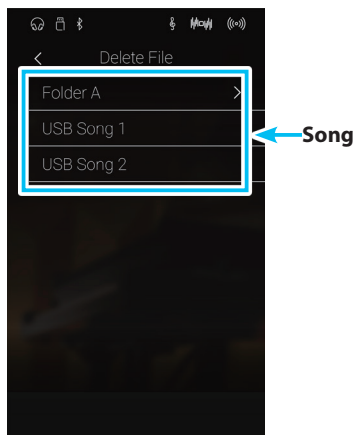 Delete File
Folder A
USB Song 1
USB Song 2
Song